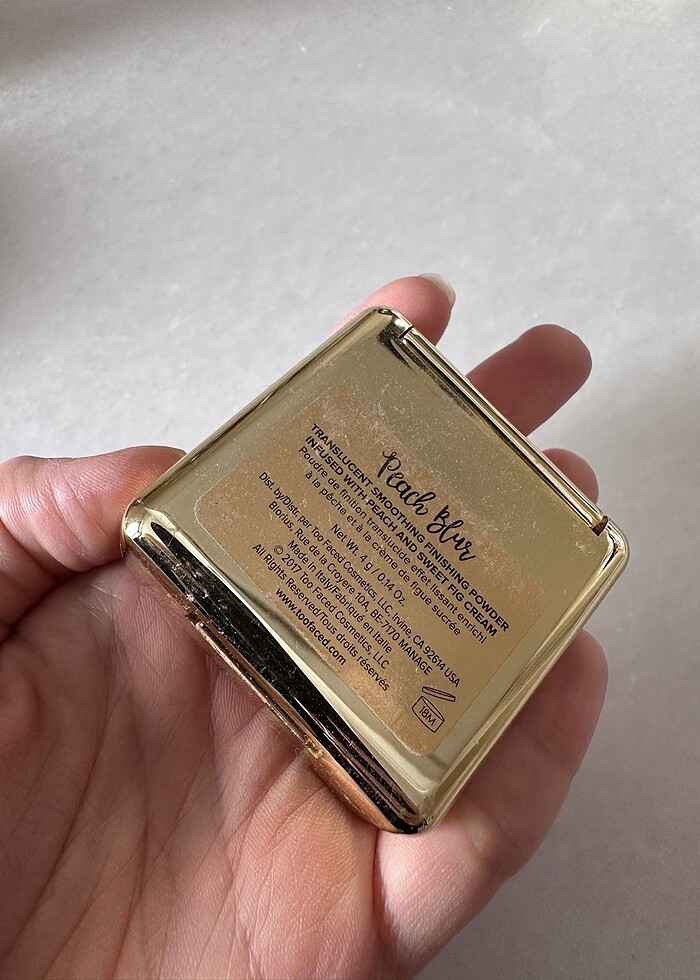 Peach Blur
TRANSLUCENT SMOOTHING FINISHING POWDER
INFUSED WITH PEACH AND SWEET FIG CREAM
Poudre de finition translucide effet lissant enrichi
à la pêche et à la crème de figue sucrée
Net Wt. 4 g / 0.14 Oz.
Dist. by/Distr. par Too Faced Cosmetics, LLC, Irvine CA 92614 USA
Biorius, Rue de la Croyere 10A, BE-7170 MANAGE
Made in Italy/Fabriqué en Italie
© 2017 Too Faced Cosmetics, LLC
All Rights Reserved/Tous droits réservés
www.toofaced.com
18M